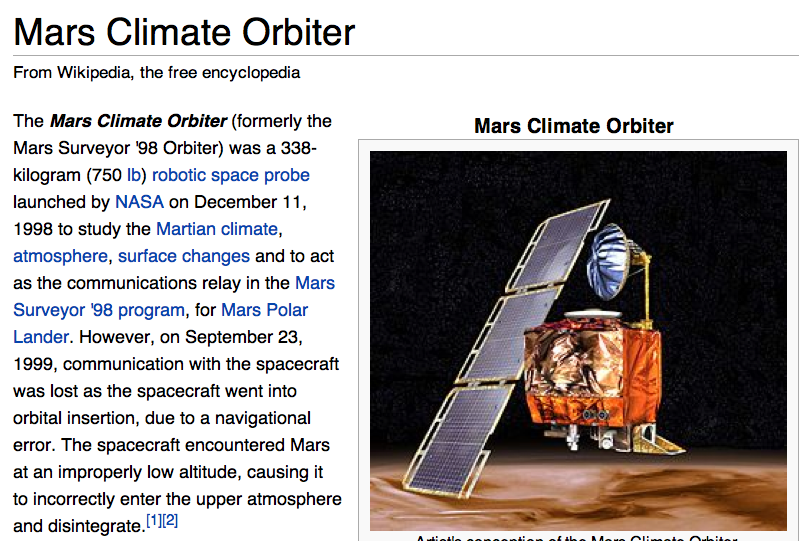 Mars Climate Orbiter
From Wikipedia, the free encyclopedia
The Mars Climate Orbiter (formerly the
Mars Surveyor '98 Orbiter) was a 338-
kilogram (750 lb) robotic space probe
launched by NASA on December 11,
1998 to study the Martian climate,
atmosphere, surface changes and to act
as the communications relay in the Mars
Surveyor '98 program, for Mars Polar
Lander. However, on September 23,
1999, communication with the spacecraft
was lost as the spacecraft went into
orbital insertion, due to a navigational
error. The spacecraft encountered Mars
at an improperly low altitude, causing it
to incorrectly enter the upper atmosphere
and disintegrate.[1][2]
Mars Climate Orbiter
Artist's conception of the Mars Climate Orbiter